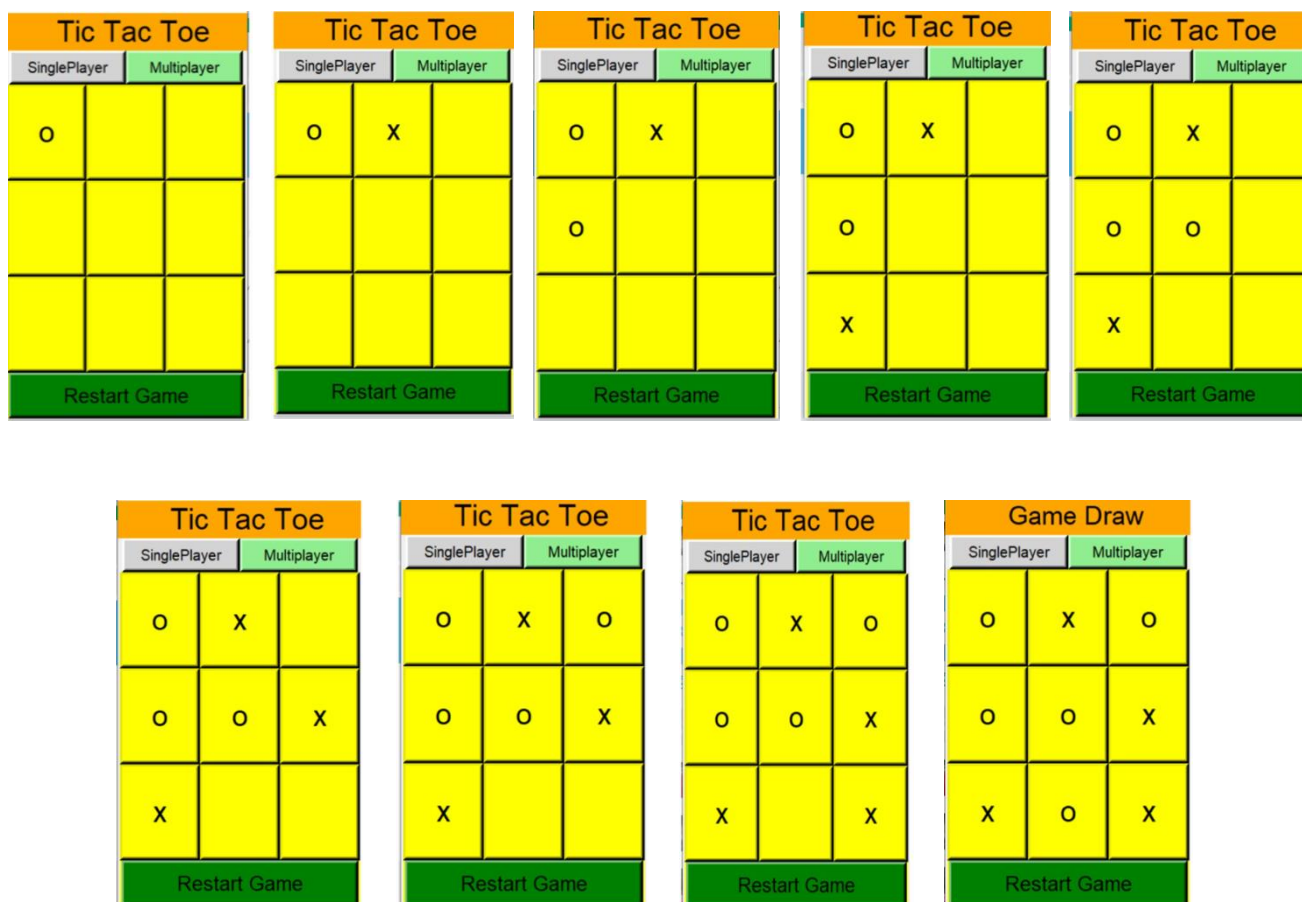 Tic Tac Toe
SinglePlayer Multiplayer
O
Restart Game
Tic Tac Toe
SinglePlayer Multiplayer
O X
Restart Game
Tic Tac Toe
SinglePlayer Multiplayer
O X
O
Restart Game
Tic Tac Toe
SinglePlayer Multiplayer
O X
O
X
Restart Game
Tic Tac Toe
SinglePlayer Multiplayer
O X
O O
X
Restart Game
Tic Tac Toe
SinglePlayer Multiplayer
O X
O O X
X
Restart Game
Tic Tac Toe
SinglePlayer Multiplayer
O X O
O O X
X
Restart Game
Tic Tac Toe
SinglePlayer Multiplayer
O X O
O O X
X X
Restart Game
Game Draw
SinglePlayer Multiplayer
O X O
O O X
X O X
Restart Game